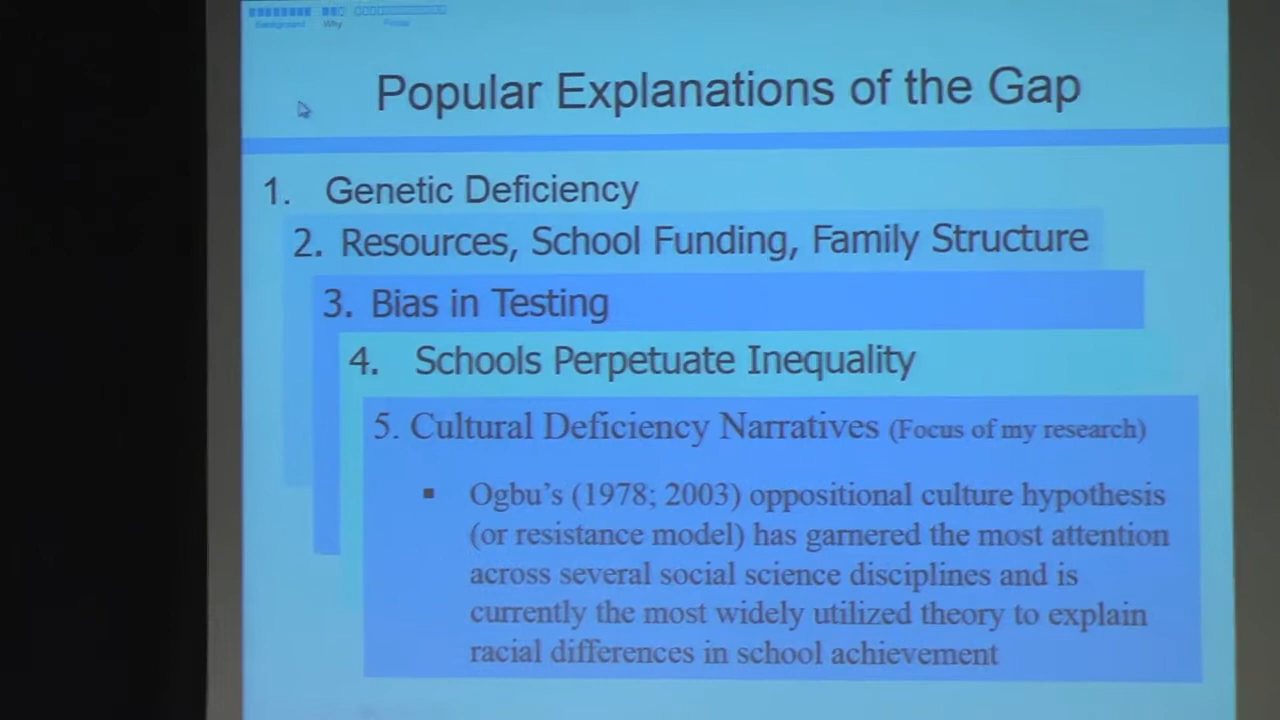 Background Why
Popular Explanations of the Gap
1. Genetic Deficiency
2. Resources, School Funding, Family Structure
3. Bias in Testing
4. Schools Perpetuate Inequality
5. Cultural Deficiency Narratives (Focus of my research)
▪ Ogbu's (1978; 2003) oppositional culture hypothesis
(or resistance model) has garnered the most attention
across several social science disciplines and is
currently the most widely utilized theory to explain
racial differences in school achievement